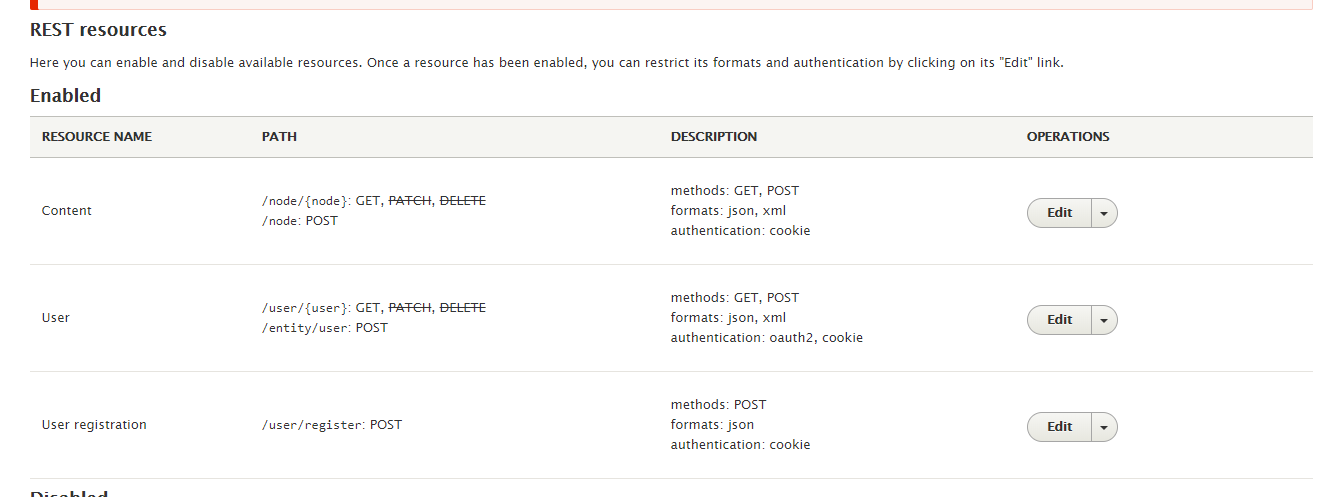 REST resources
Here you can enable and disable available resources. Once a resource has been enabled, you can restrict its formats and authentication by clicking on its "Edit" link.
Enabled
RESOURCE NAME PATH DESCRIPTION OPERATIONS
Content
/node/{node}: GET, PATCH, DELETE
/node: POST
methods: GET, POST
formats: json, xml
authentication: cookie
Edit
User
/user/{user}: GET, PATCH, DELETE
/entity/user: POST
methods: GET, POST
formats: json, xml
authentication: oauth2, cookie
Edit
User registration
/user/register: POST
methods: POST
formats: json
authentication: cookie
Edit
Disabled